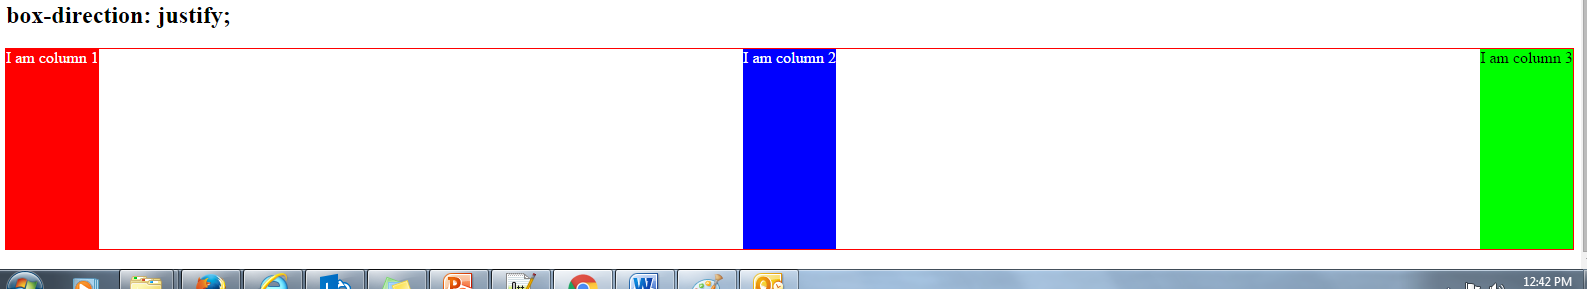 box-direction: justify;
I am column 1
I am column 2
I am column 3
12:42 PM